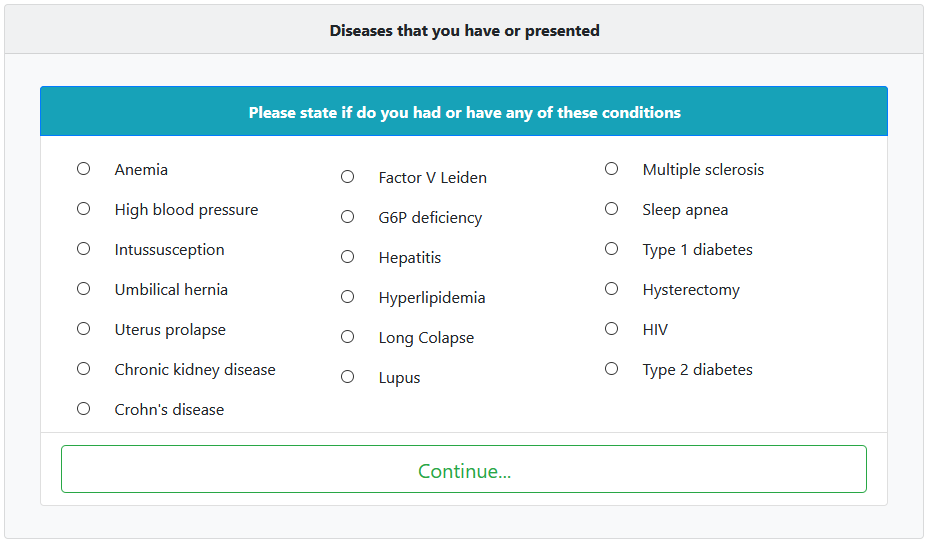 Diseases that you have or presented
Please state if do you had or have any of these conditions
Anemia
High blood pressure
Intussusception
Umbilical hernia
Uterus prolapse
Chronic kidney disease
Crohn's disease
Factor V Leiden
G6P deficiency
Hepatitis
Hyperlipidemia
Long Colapse
Lupus
Multiple sclerosis
Sleep apnea
Type 1 diabetes
Hysterectomy
HIV
Type 2 diabetes
Continue...